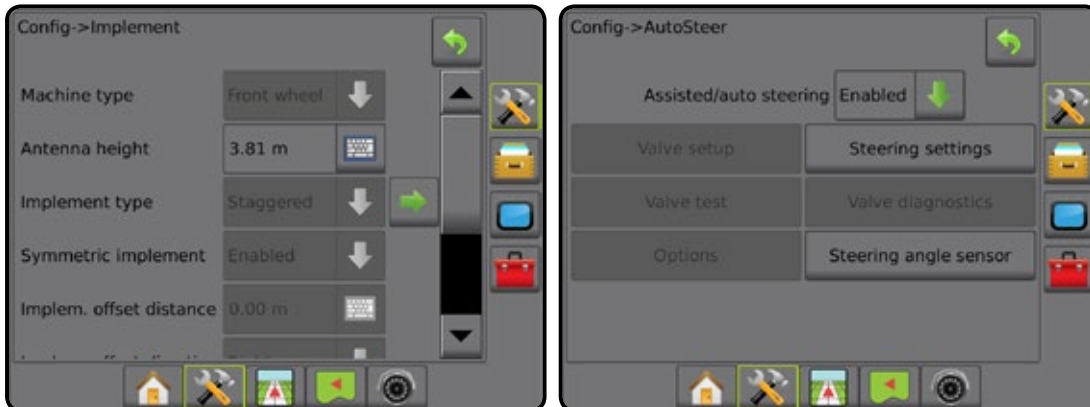 Config->Implement
Machine type Front wheel
Antenna height 3.81 m
Implement type Staggered
Symmetric implement Enabled
Implem. offset distance 0.00 m
Config->AutoSteer
Assisted/auto steering Enabled
Valve setup Steering settings
Valve test Valve diagnostics
Options Steering angle sensor